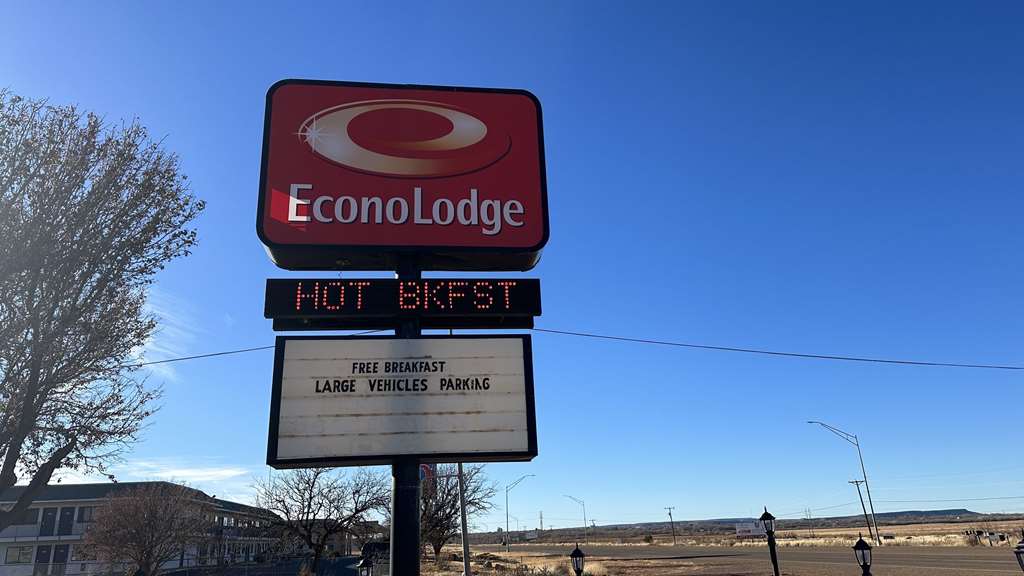 EconoLodge
HOT BKFST
FREE BREAKFAST
LARGE VEHICLES PARKING